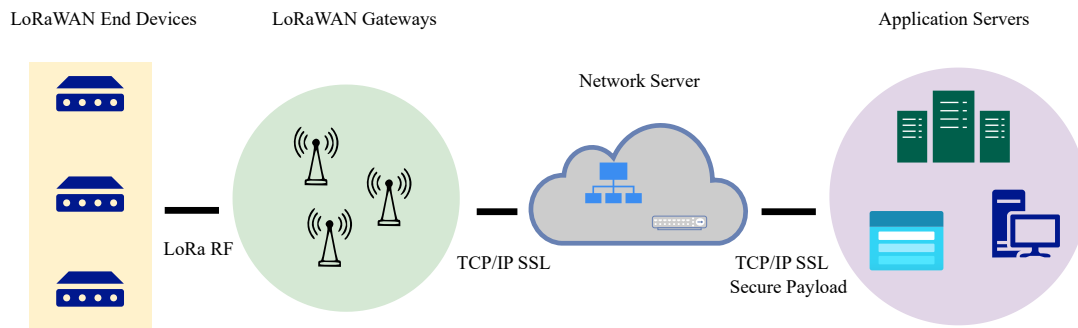 LoRaWAN End Devices
LoRaWAN Gateways
Application Servers
Network Server
LoRa RF
TCP/IP SSL
TCP/IP SSL
Secure Payload